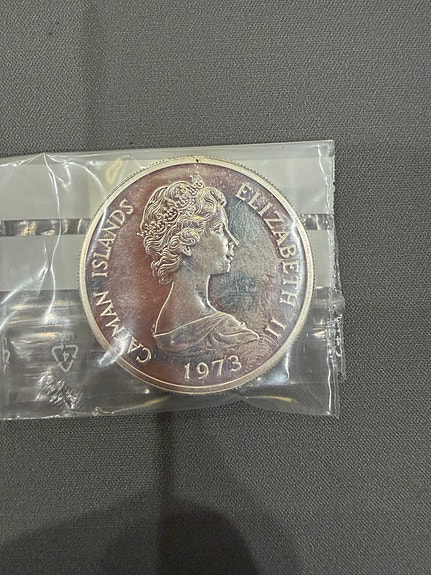 CAYMAN ISLANDS
ELIZABETH II
1973